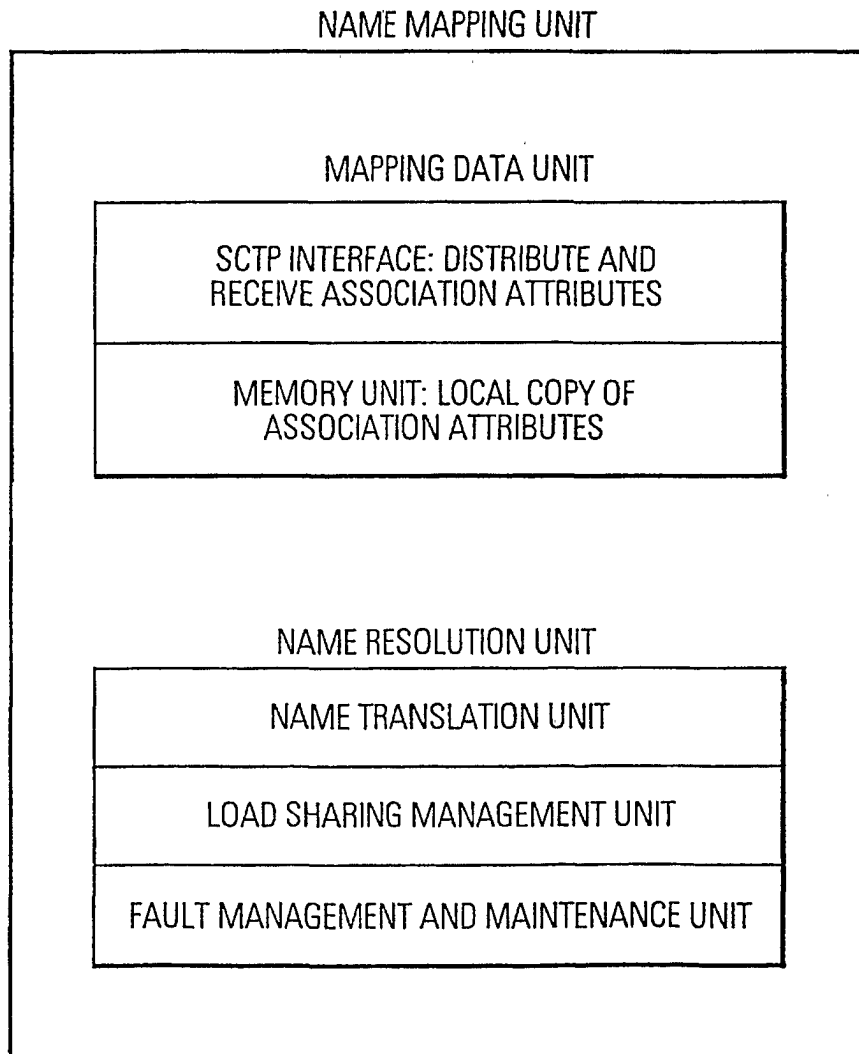 NAME MAPPING UNIT
MAPPING DATA UNIT
SCTP INTERFACE: DISTRIBUTE AND
RECEIVE ASSOCIATION ATTRIBUTES
MEMORY UNIT: LOCAL COPY OF
ASSOCIATION ATTRIBUTES
NAME RESOLUTION UNIT
NAME TRANSLATION UNIT
LOAD SHARING MANAGEMENT UNIT
FAULT MANAGEMENT AND MAINTENANCE UNIT